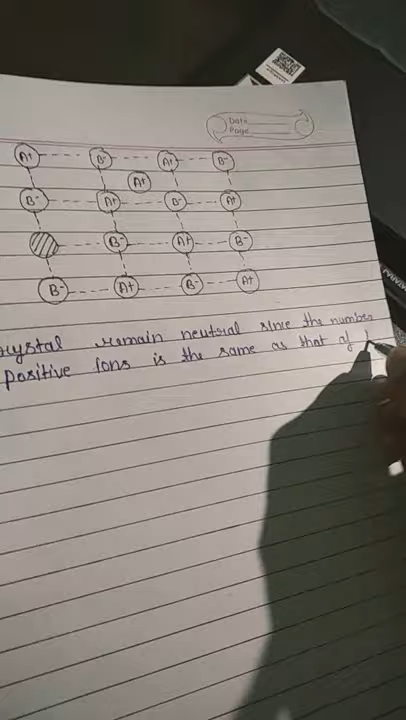 Date
Page
A+ B- A+ B-
A+
B- A+ B- A+
B- A+ B-
B- A+ B- A+
rystal remain neutral since the number
positive ions is the same as that of